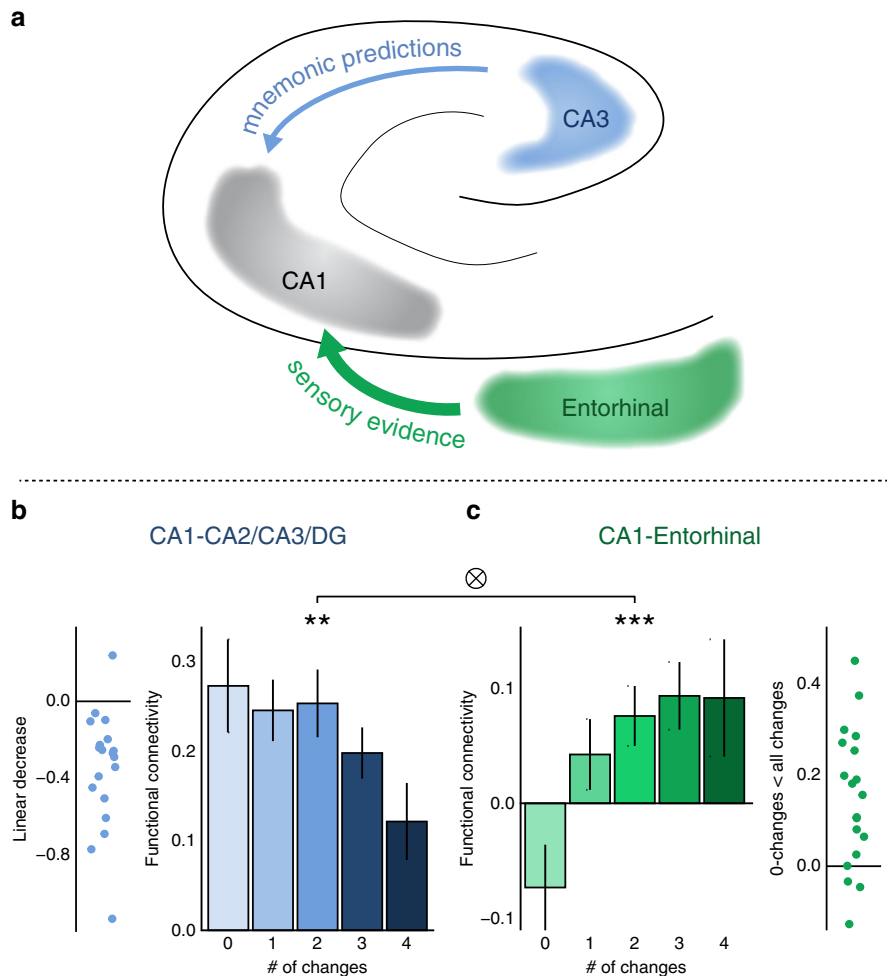 a
mnemonic predictions
CA3
CA1
sensory evidence
Entorhinal
b
CA1-CA2/CA3/DG
c
CA1-Entorhinal
⊗
**
***
Linear decrease
0.0
−0.4
−0.8
Functional connectivity
0.3
0.2
0.1
0.0
0 1 2 3 4
# of changes
Functional connectivity
0.1
0.0
−0.1
0 1 2 3 4
# of changes
0-changes < all changes
0.4
0.2
0.0